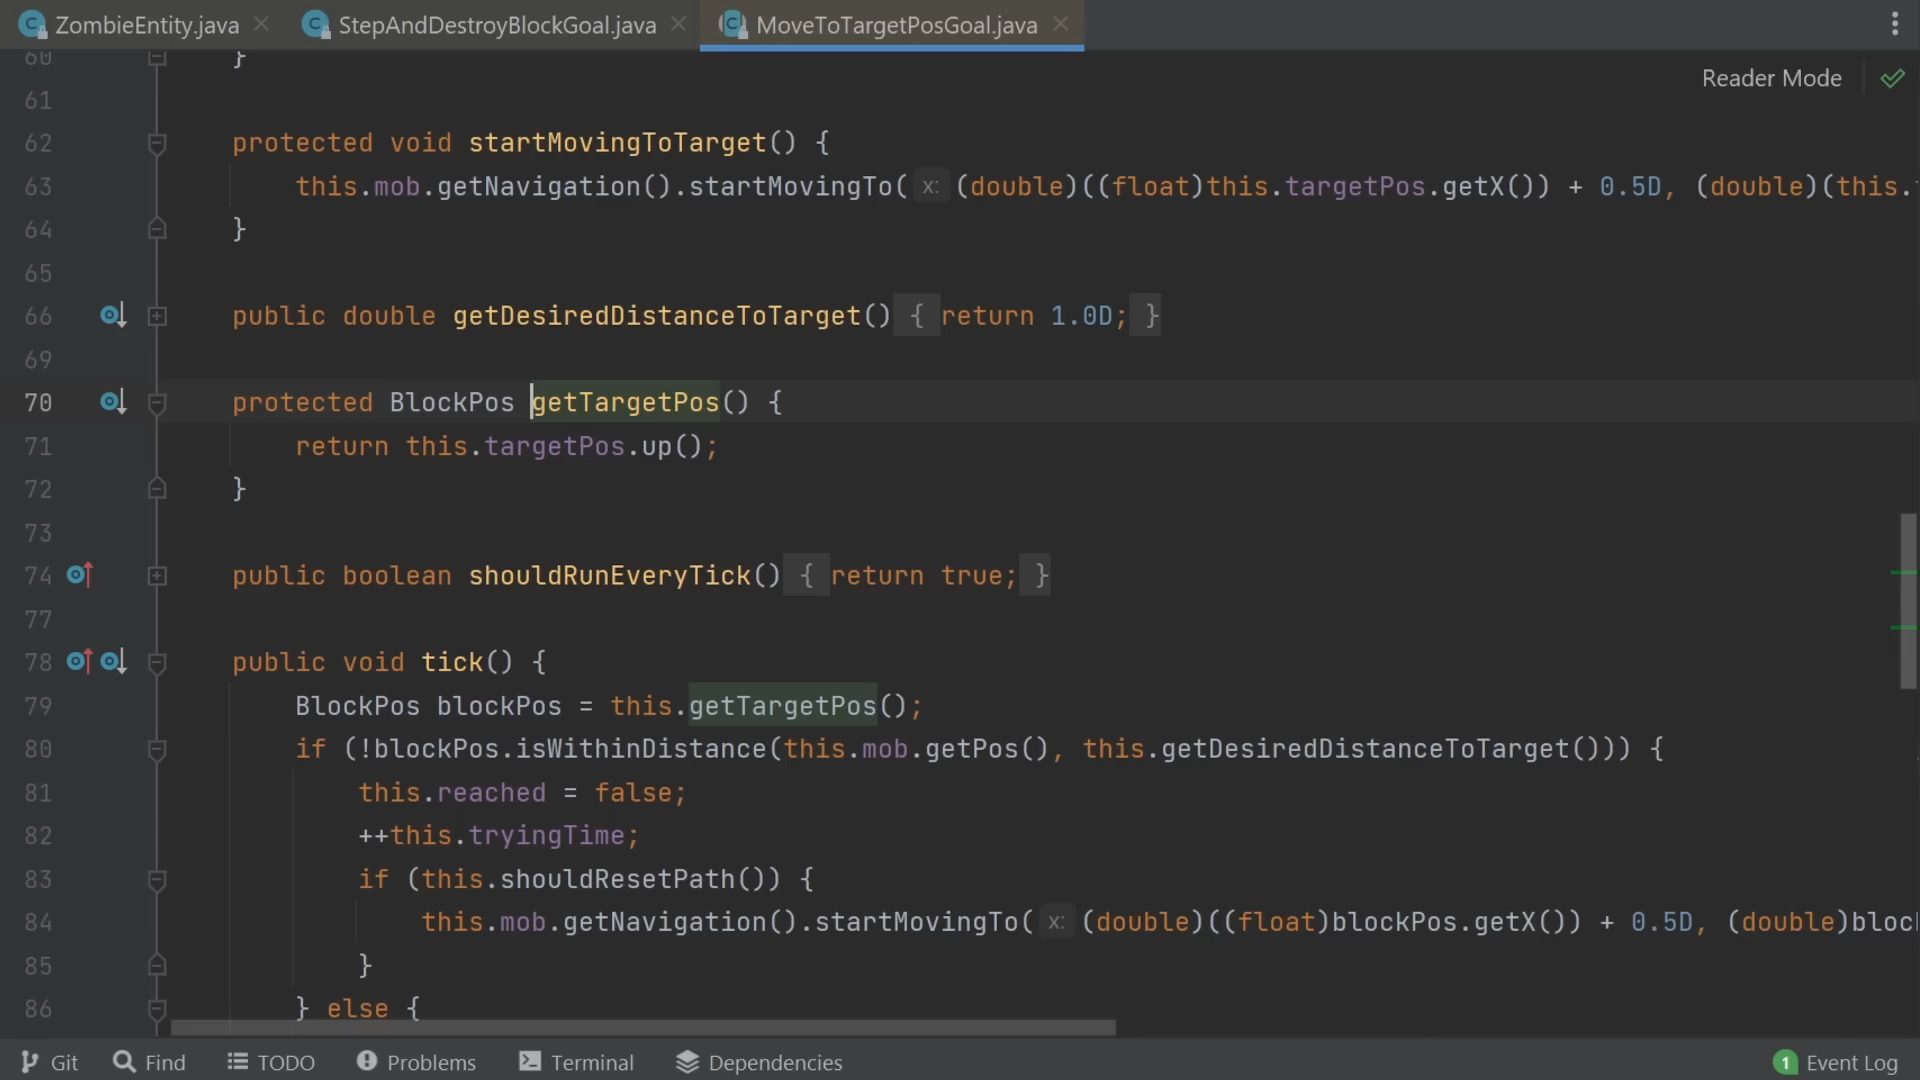 ZombieEntity.java StepAndDestroyBlockGoal.java MoveToTargetPosGoal.java
Reader Mode
60 }
61
62 protected void startMovingToTarget() {
63 this.mob.getNavigation().startMovingTo( x: (double)((float)this.targetPos.getX()) + 0.5D, (double)(this.
64 }
65
66 public double getDesiredDistanceToTarget() { return 1.0D; }
69
70 protected BlockPos getTargetPos() {
71 return this.targetPos.up();
72 }
73
74 public boolean shouldRunEveryTick() { return true; }
77
78 public void tick() {
79 BlockPos blockPos = this.getTargetPos();
80 if (!blockPos.isWithinDistance(this.mob.getPos(), this.getDesiredDistanceToTarget())) {
81 this.reached = false;
82 ++this.tryingTime;
83 if (this.shouldResetPath()) {
84 this.mob.getNavigation().startMovingTo( x: (double)((float)blockPos.getX()) + 0.5D, (double)bloc
85 }
86 } else {
Git Find TODO Problems Terminal Dependencies 1 Event Log